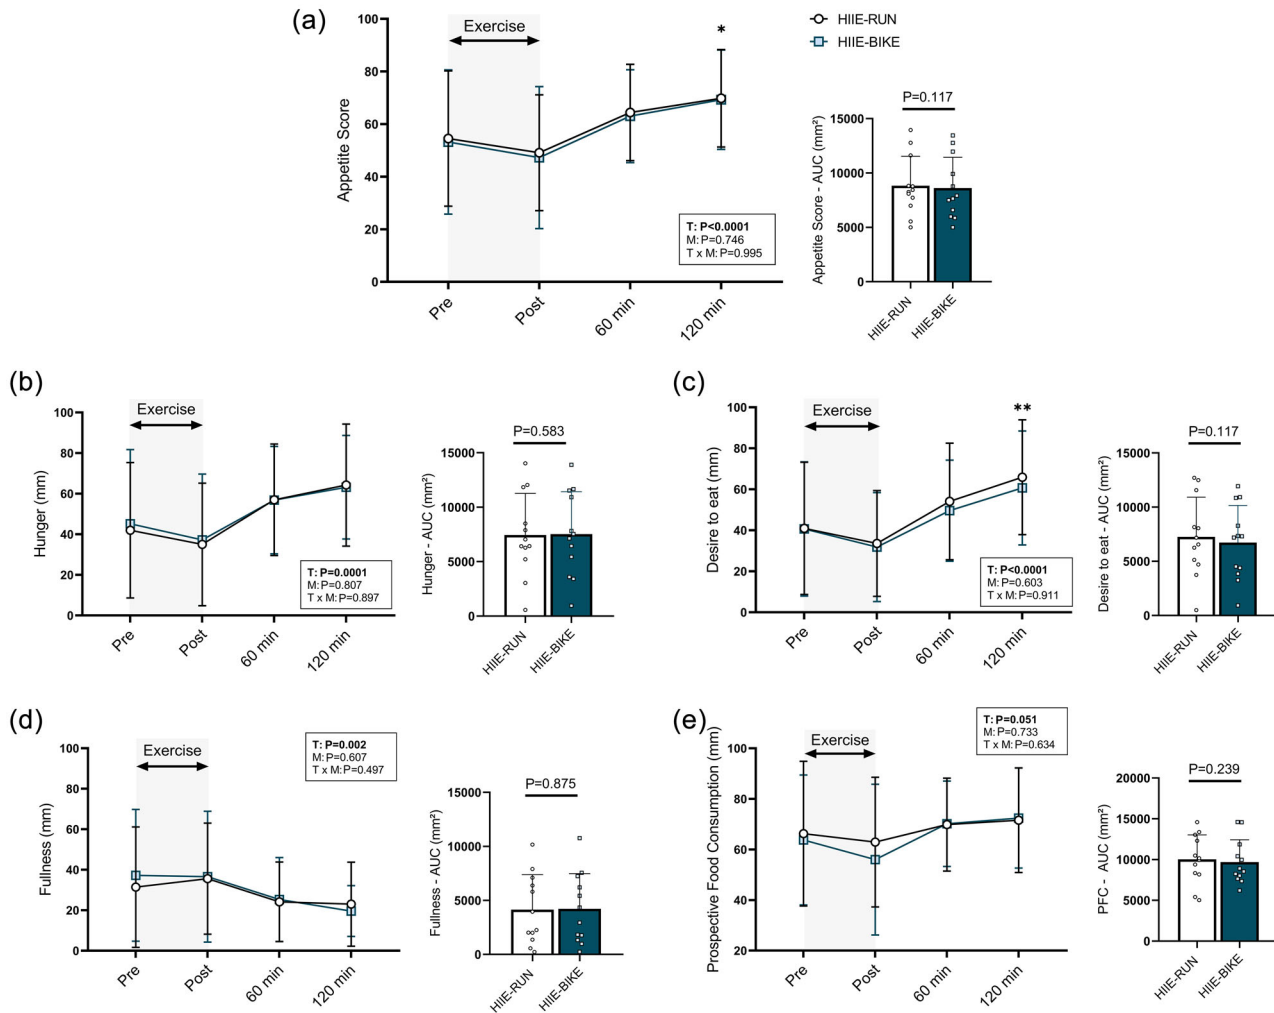 (a)
Exercise
*
HIIE-RUN
HIIE-BIKE
Appetite Score
100
80
60
40
20
0
T: P<0.0001
M: P=0.746
T x M: P=0.995
Pre
Post
60 min
120 min
P=0.117
Appetite Score - AUC (mm²)
15000
10000
5000
0
HIIE-RUN
HIIE-BIKE
(b)
Exercise
Hunger (mm)
100
80
60
40
20
0
T: P=0.0001
M: P=0.807
T x M: P=0.897
Pre
Post
60 min
120 min
P=0.583
Hunger - AUC (mm²)
15000
10000
5000
0
HIIE-RUN
HIIE-BIKE
(c)
Exercise
**
Desire to eat (mm)
100
80
60
40
20
0
T: P<0.0001
M: P=0.603
T x M: P=0.911
Pre
Post
60 min
120 min
P=0.117
Desire to eat - AUC (mm²)
15000
10000
5000
0
HIIE-RUN
HIIE-BIKE
(d)
Exercise
T: P=0.002
M: P=0.607
T x M: P=0.497
Fullness (mm)
100
80
60
40
20
0
Pre
Post
60 min
120 min
P=0.875
Fullness - AUC (mm²)
15000
10000
5000
0
HIIE-RUN
HIIE-BIKE
(e)
Exercise
T: P=0.051
M: P=0.733
T x M: P=0.634
Prospective Food Consumption (mm)
100
80
60
40
20
Pre
Post
60 min
120 min
P=0.239
PFC - AUC (mm²)
20000
15000
10000
5000
0
HIIE-RUN
HIIE-BIKE